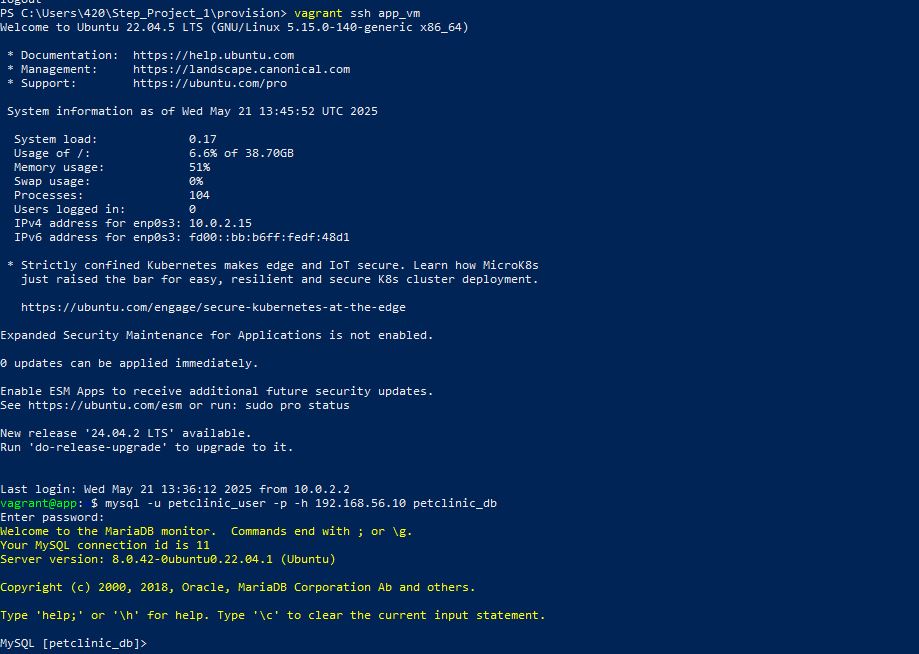 logout
PS C:\Users\420\Step_Project_1\provision> vagrant ssh app_vm
Welcome to Ubuntu 22.04.5 LTS (GNU/Linux 5.15.0-140-generic x86_64)
* Documentation:  https://help.ubuntu.com
* Management:     https://landscape.canonical.com
* Support:        https://ubuntu.com/pro
System information as of Wed May 21 13:45:52 UTC 2025
System load:             0.17
Usage of /:              6.6% of 38.70GB
Memory usage:            51%
Swap usage:              0%
Processes:               104
Users logged in:         0
IPv4 address for enp0s3: 10.0.2.15
IPv6 address for enp0s3: fd00::bb:b6ff:fedf:48d1
* Strictly confined Kubernetes makes edge and IoT secure. Learn how MicroK8s
just raised the bar for easy, resilient and secure K8s cluster deployment.
https://ubuntu.com/engage/secure-kubernetes-at-the-edge
Expanded Security Maintenance for Applications is not enabled.
0 updates can be applied immediately.
Enable ESM Apps to receive additional future security updates.
See https://ubuntu.com/esm or run: sudo pro status
New release '24.04.2 LTS' available.
Run 'do-release-upgrade' to upgrade to it.
Last login: Wed May 21 13:36:12 2025 from 10.0.2.2
vagrant@app: $ mysql -u petclinic_user -p -h 192.168.56.10 petclinic_db
Enter password:
Welcome to the MariaDB monitor.  Commands end with ; or \g.
Your MySQL connection id is 11
Server version: 8.0.42-0ubuntu0.22.04.1 (Ubuntu)
Copyright (c) 2000, 2018, Oracle, MariaDB Corporation Ab and others.
Type 'help;' or '\h' for help. Type '\c' to clear the current input statement.
MySQL [petclinic_db]>